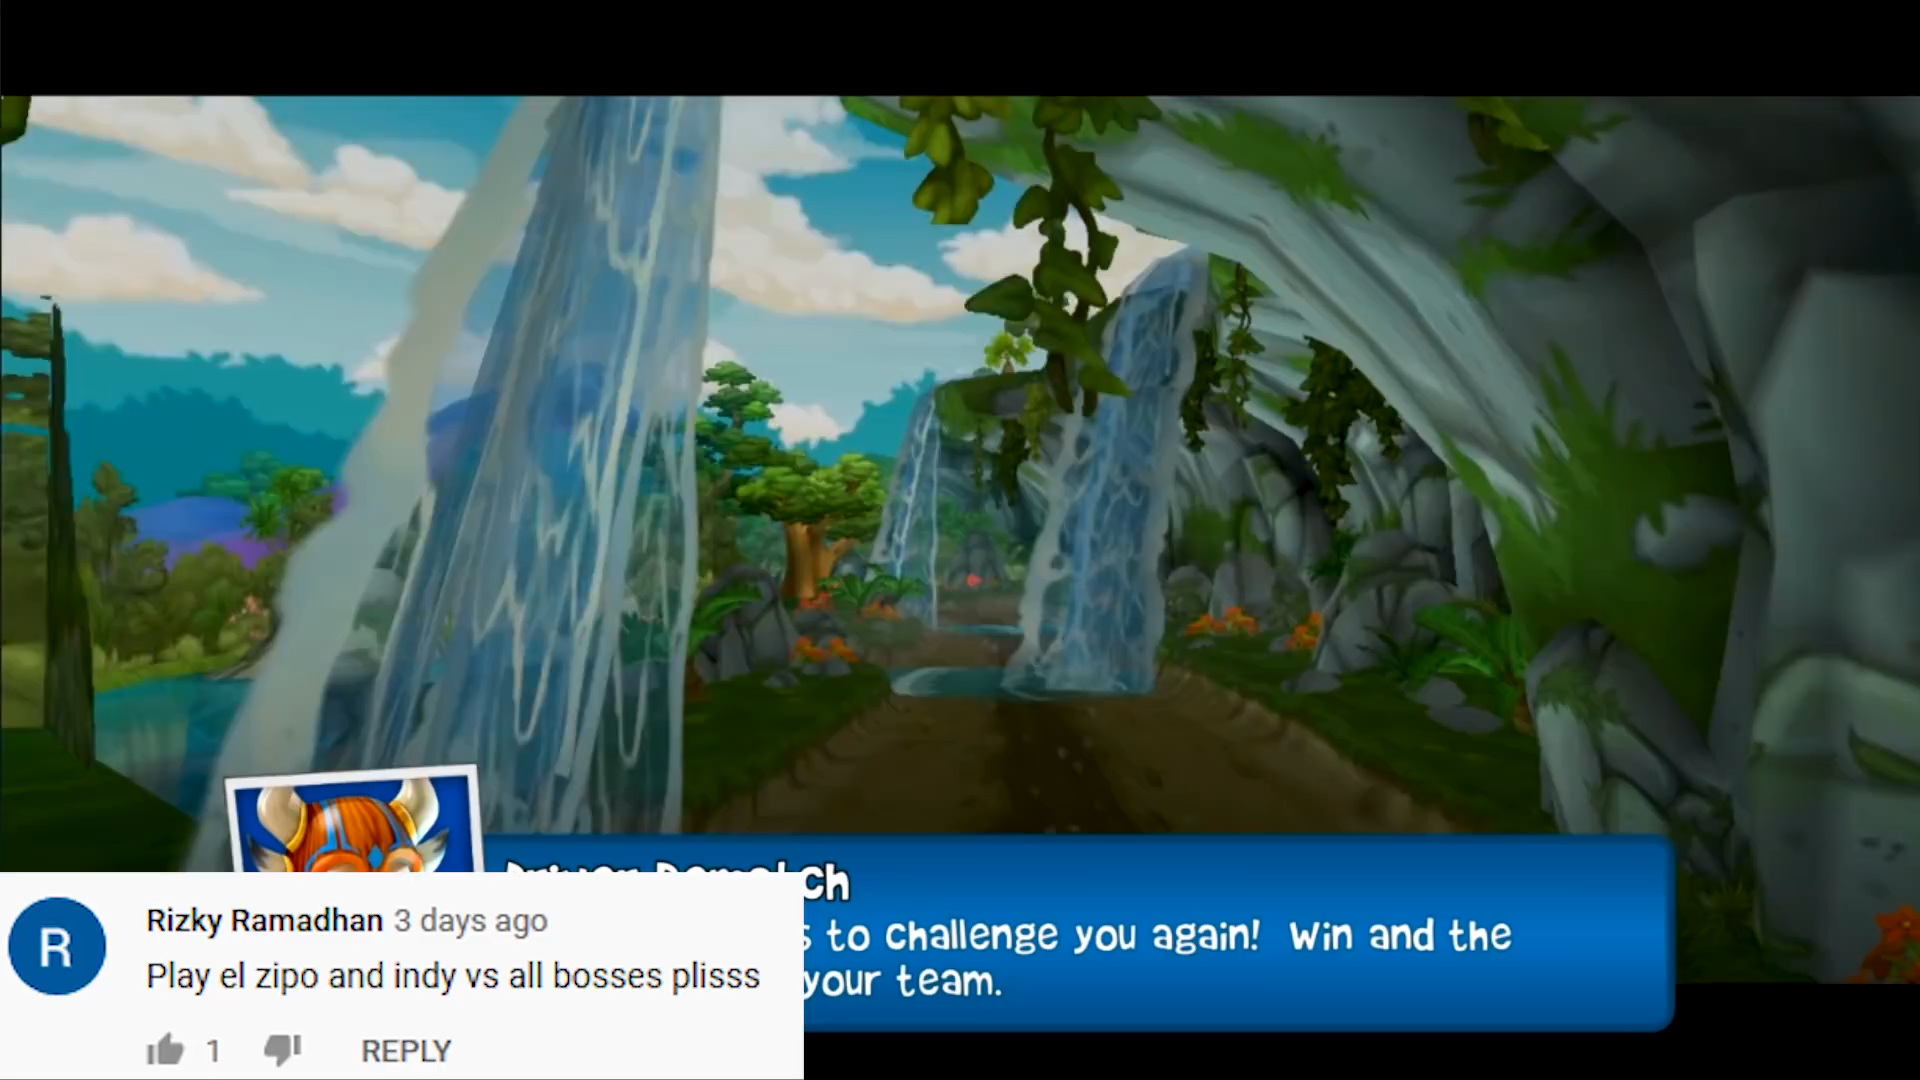 ch
to challenge you again! Win and the
your team.
R
Rizky Ramadhan 3 days ago
Play el zipo and indy vs all bosses plisss
1 REPLY